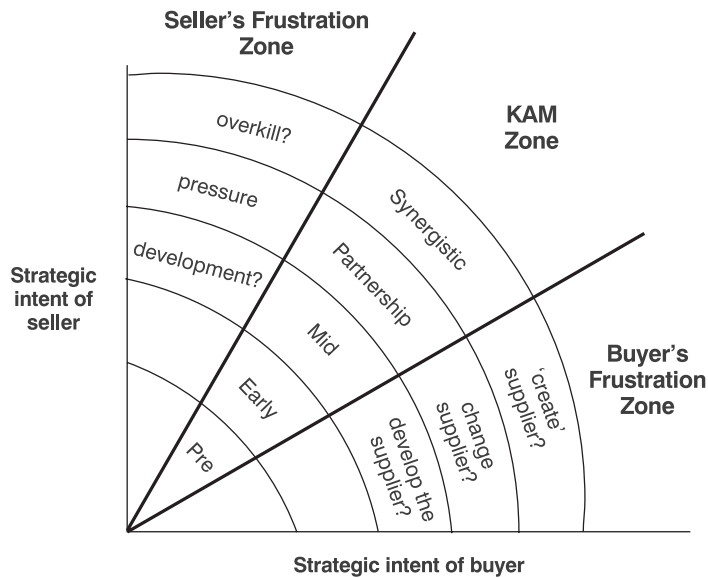 Seller's Frustration
Zone
KAM
Zone
overkill?
pressure
development?
Synergistic
Partnership
Mid
Early
Pre
Strategic
intent of
seller
Buyer's
Frustration
Zone
'create'
supplier?
change
supplier?
develop the
supplier?
Strategic intent of buyer